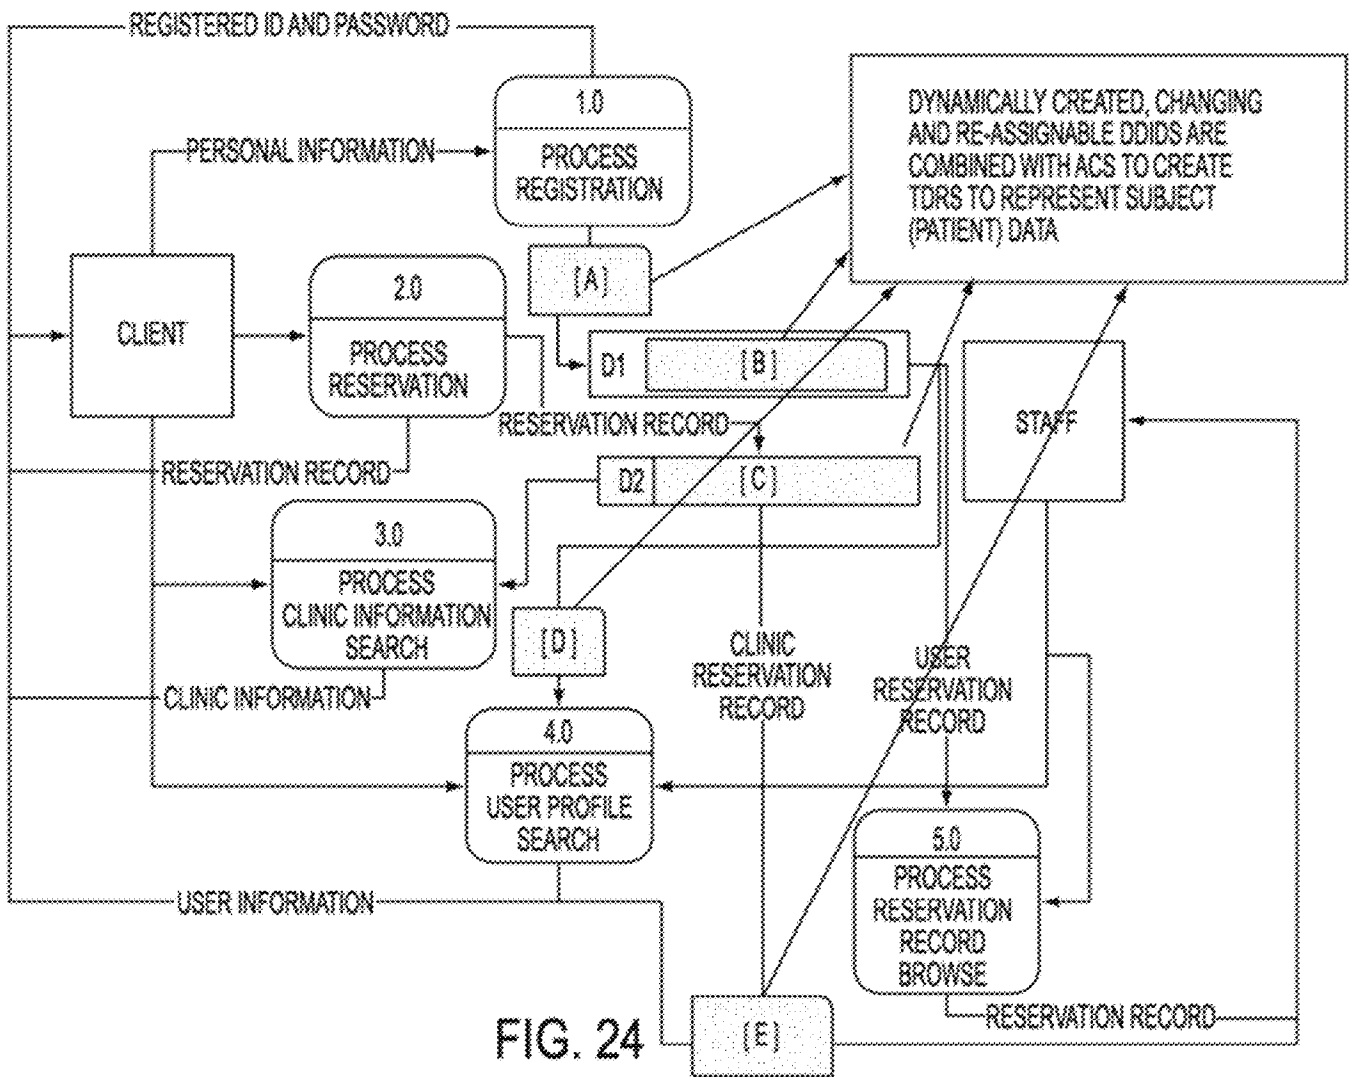 REGISTERED ID AND PASSWORD
1.0
PROCESS
REGISTRATION
PERSONAL INFORMATION
DYNAMICALLY CREATED, CHANGING
AND RE-ASSIGNABLE DDIDS ARE
COMBINED WITH ACS TO CREATE
TDRS TO REPRESENT SUBJECT
(PATIENT) DATA
[A]
CLIENT
2.0
PROCESS
RESERVATION
D1
[B]
RESERVATION RECORD
STAFF
RESERVATION RECORD
D2
[C]
3.0
PROCESS
CLINIC INFORMATION
SEARCH
[D]
CLINIC
RESERVATION
RECORD
USER
RESERVATION
RECORD
CLINIC INFORMATION
4.0
PROCESS
USER PROFILE
SEARCH
5.0
PROCESS
RESERVATION
RECORD
BROWSE
USER INFORMATION
RESERVATION RECORD
[E]
FIG. 24